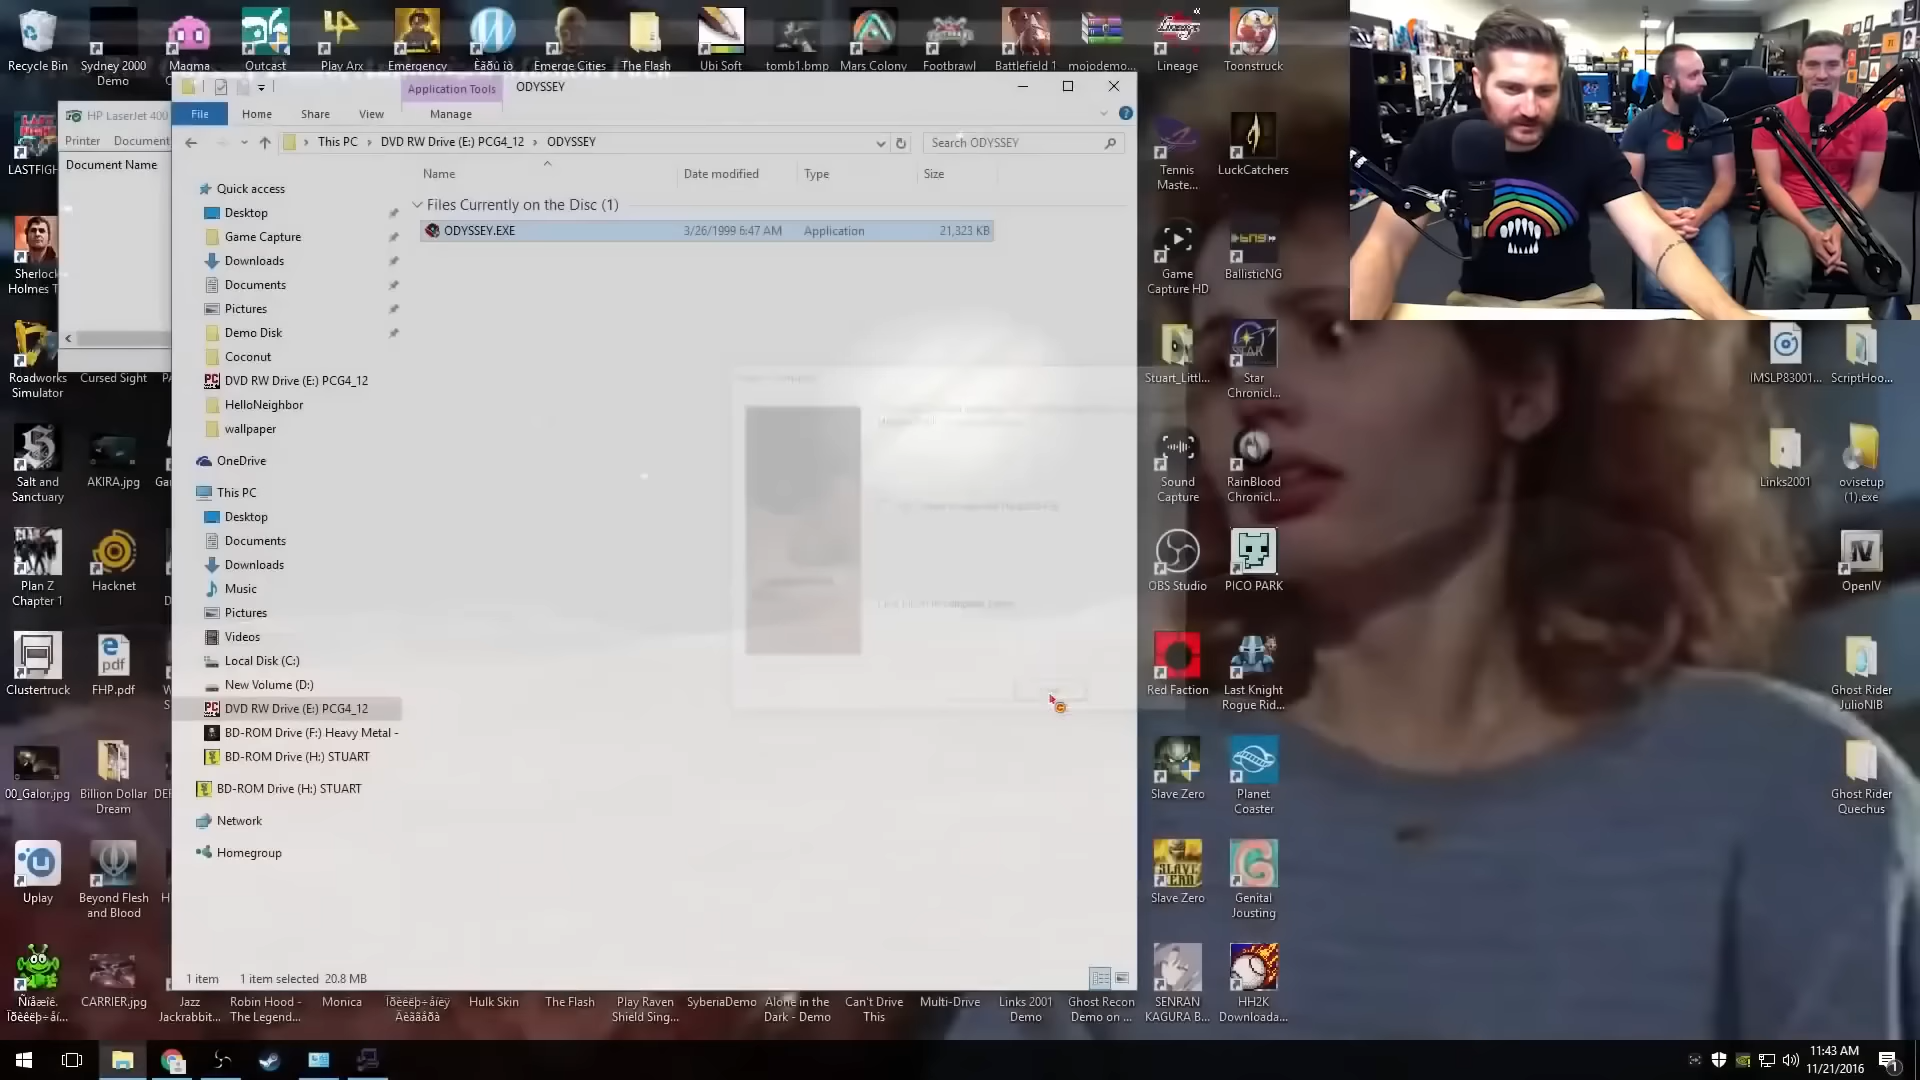 Recycle Bin
Sydney 2000
Demo
Magma
Outcast
Play Arx
Emergency
Èãðû íò
Emerge Cities
The Flash
Ubi Soft
tomb1.bmp
Mars Colony
Footbrawl
Battlefield 1
mojodemo...
Lineage
Toonstruck
Application Tools
ODYSSEY
File
Home
Share
View
Manage
This PC
DVD RW Drive (E:) PCG4_12
ODYSSEY
Search ODYSSEY
HP LaserJet 400
Printer
Document
Document Name
Name
Date modified
Type
Size
Files Currently on the Disc (1)
ODYSSEY.EXE
3/26/1999 6:47 AM
Application
21,323 KB
Quick access
Desktop
Game Capture
Downloads
Documents
Pictures
Demo Disk
Coconut
DVD RW Drive (E:) PCG4_12
HelloNeighbor
wallpaper
OneDrive
This PC
Desktop
Documents
Downloads
Music
Pictures
Videos
Local Disk (C:)
New Volume (D:)
DVD RW Drive (E:) PCG4_12
BD-ROM Drive (F:) Heavy Metal -
BD-ROM Drive (H:) STUART
BD-ROM Drive (H:) STUART
Network
Homegroup
1 item
1 item selected 20.8 MB
LASTFIGH
Sherlock
Holmes T
Roadworks
Simulator
Cursed Sight
Salt and
Sanctuary
AKIRA.jpg
Plan Z
Chapter 1
Hacknet
Clustertruck
pdf
FHP.pdf
00_Galor.jpg
Billion Dollar
Dream
Uplay
Beyond Flesh
and Blood
CARRIER.jpg
Jazz
Jackrabbit...
Robin Hood -
The Legend...
Monica
Hulk Skin
The Flash
Play Raven
Shield Sing...
SyberiaDemo
Alone in the
Dark - Demo
Can't Drive
This
Multi-Drive
Links 2001
Demo
Ghost Recon
Demo on ...
SENRAN
KAGURA B...
HH2K
Downloada...
Tennis
Maste...
LuckCatchers
Game
Capture HD
BallisticNG
Stuart_Littl...
Star
Chronicl...
Sound
Capture
RainBlood
Chronicl...
OBS Studio
PICO PARK
Red Faction
Last Knight
Rogue Rid...
Slave Zero
Planet
Coaster
Slave Zero
Genital
Jousting
IMSLP83001...
ScriptHoo...
Links2001
ovisetup
(1).exe
OpenIV
Ghost Rider
JulioNIB
Ghost Rider
Quechus
11:43 AM
11/21/2016